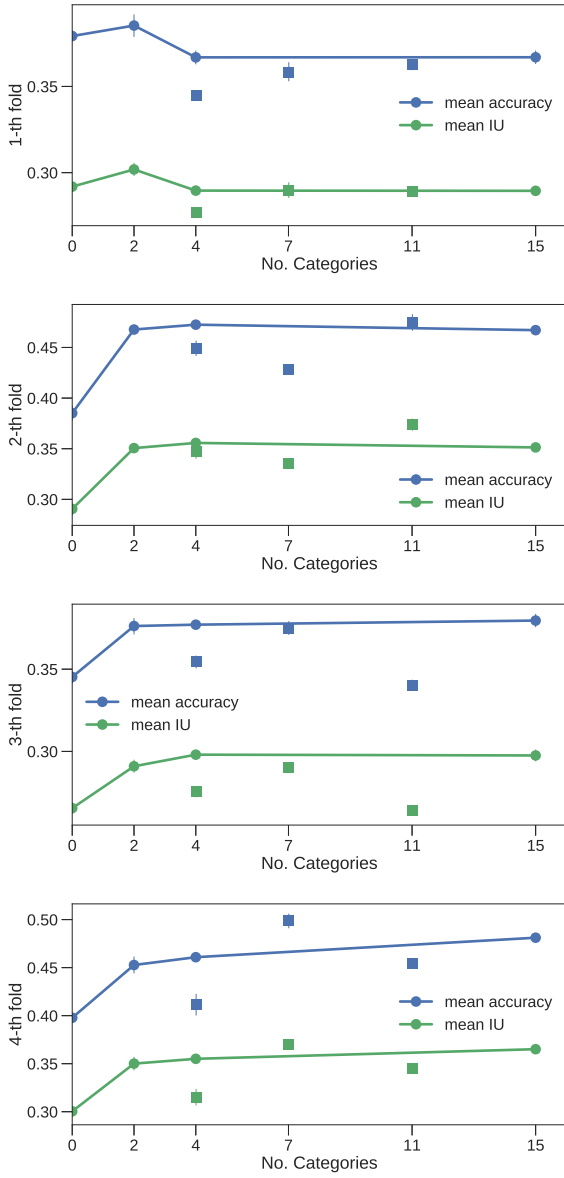 1-th fold
0.35
0.30
mean accuracy
mean IU
0 2 4 7 11 15
No. Categories
2-th fold
0.45
0.40
0.35
0.30
mean accuracy
mean IU
0 2 4 7 11 15
No. Categories
3-th fold
0.35
0.30
mean accuracy
mean IU
0 2 4 7 11 15
No. Categories
4-th fold
0.50
0.45
0.40
0.35
0.30
mean accuracy
mean IU
0 2 4 7 11 15
No. Categories